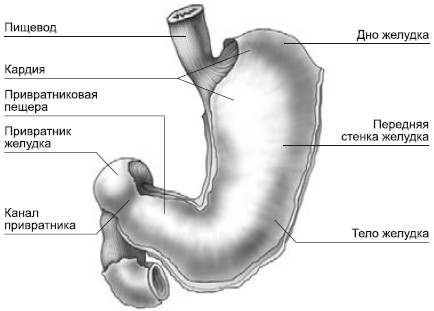 Пищевод
Кардия
Привратниковая
пещера
Привратник
желудка
Канал
привратника
Дно желудка
Передняя
стенка желудка
Тело желудка